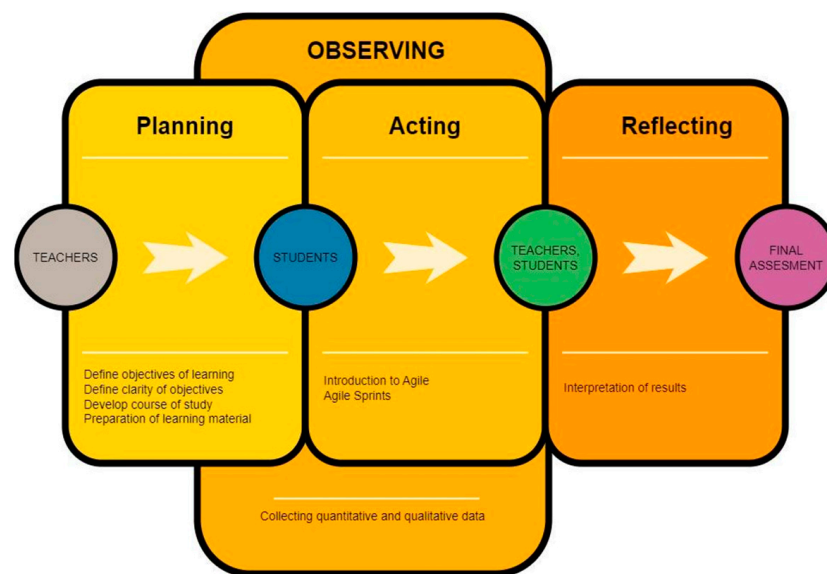 OBSERVING
Planning
Acting
Reflecting
TEACHERS
STUDENTS
TEACHERS,
STUDENTS
FINAL
ASSESMENT
Define objectives of learning
Define clarity of objectives
Develop course of study
Preparation of learning material
Introduction to Agile
Agile Sprints
Interpretation of results
Collecting quantitative and qualitative data